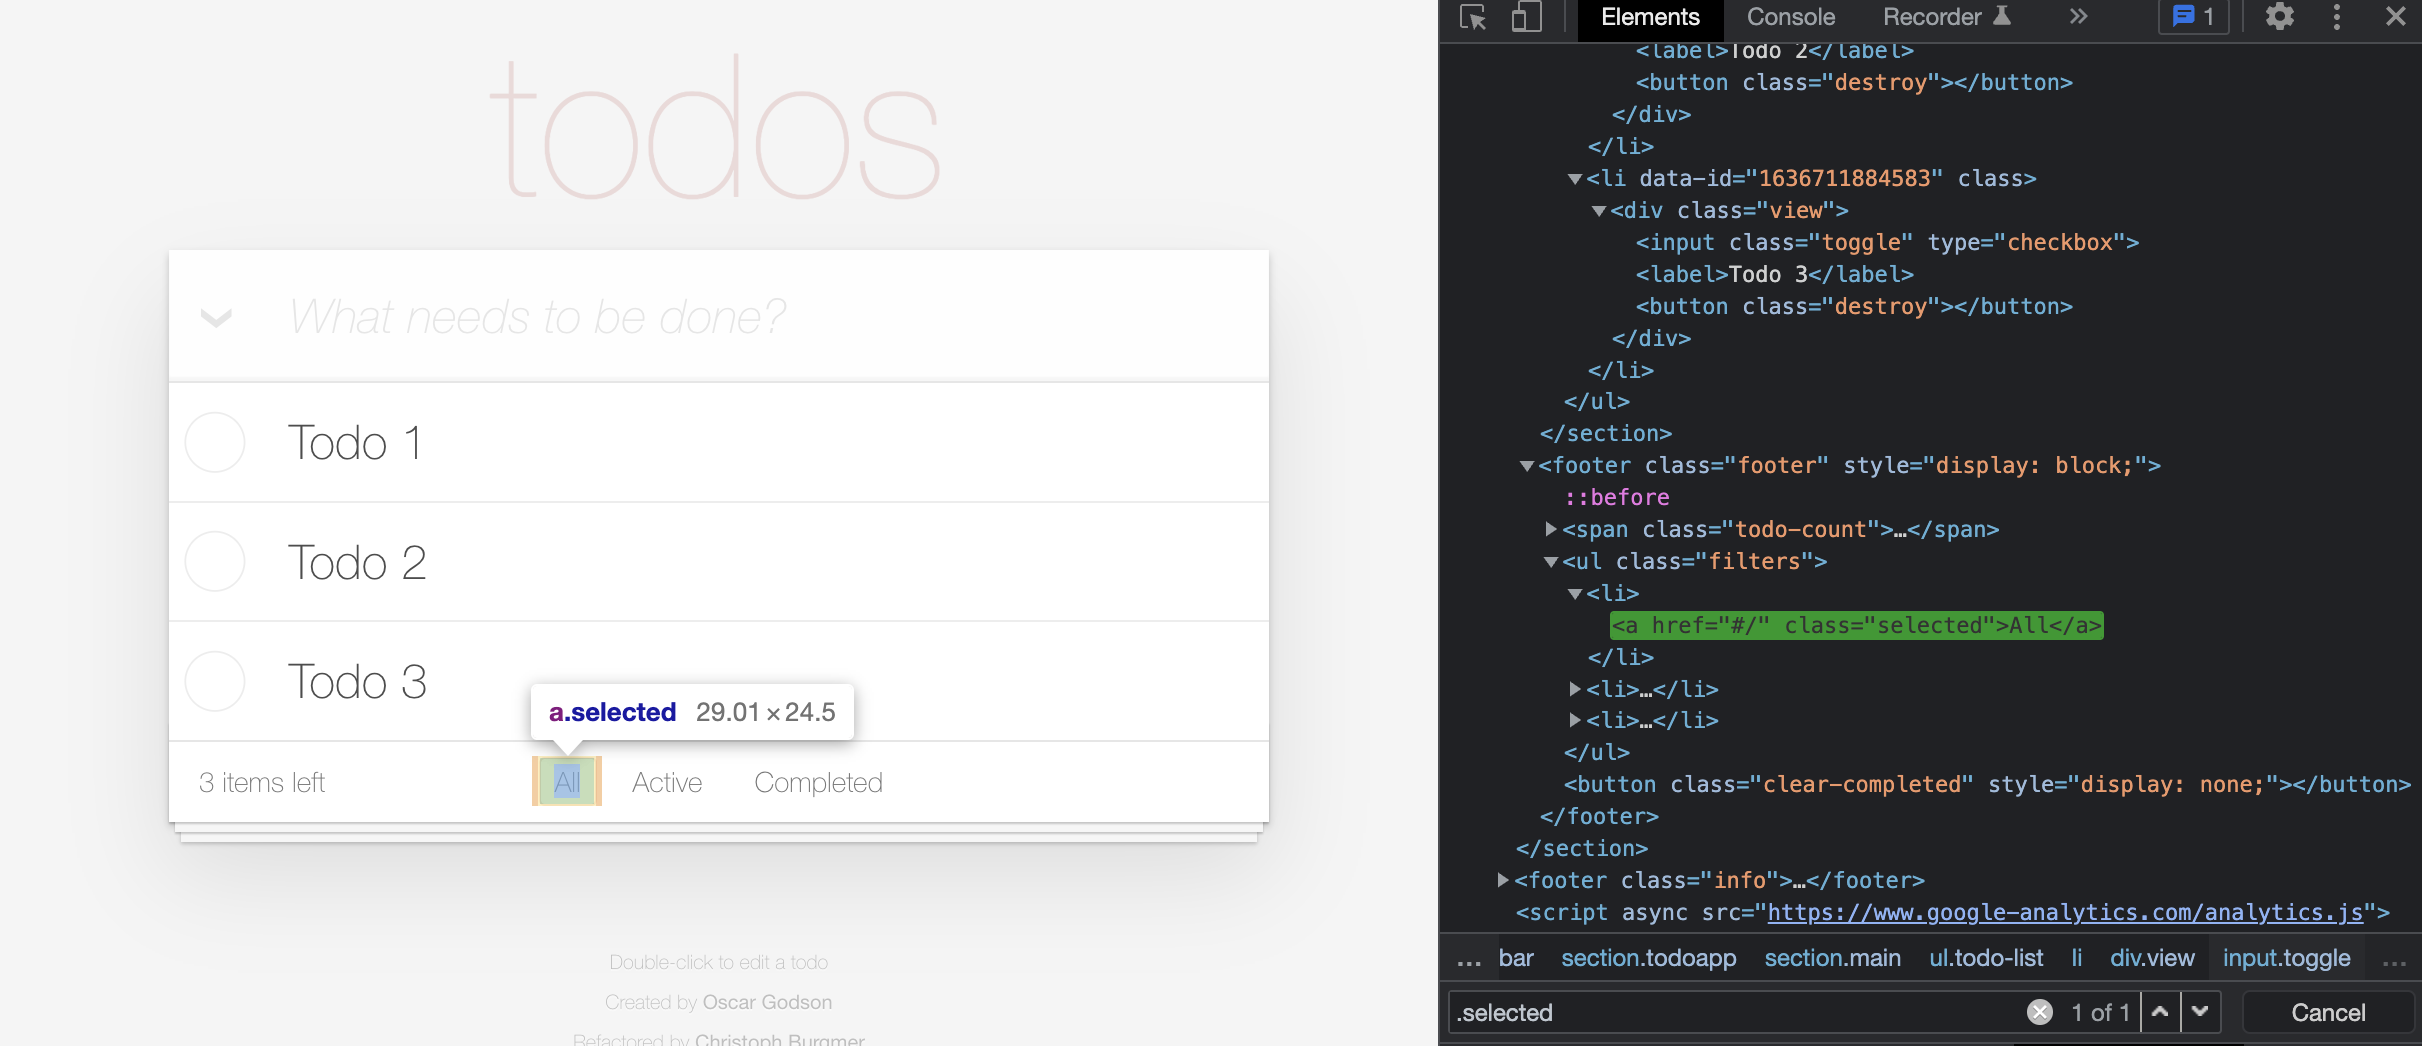 todos
What needs to be done?
Todo 1
Todo 2
Todo 3
a.selected 29.01 × 24.5
3 items left
All
Active
Completed
Double-click to edit a todo
Created by Oscar Godson
Refactored by Christoph Burgmer
Elements
Console
Recorder
1
<label>Todo 2</label>
<button class="destroy"></button>
</div>
</li>
<li data-id="1636711884583" class>
<div class="view">
<input class="toggle" type="checkbox">
<label>Todo 3</label>
<button class="destroy"></button>
</div>
</li>
</ul>
</section>
<footer class="footer" style="display: block;">
::before
<span class="todo-count">…</span>
<ul class="filters">
<li>
<a href="#/" class="selected">All</a>
</li>
<li>…</li>
<li>…</li>
</ul>
<button class="clear-completed" style="display: none;"></button>
</footer>
</section>
<footer class="info">…</footer>
<script async src="https://www.google-analytics.com/analytics.js">
… bar section.todoapp section.main ul.todo-list li div.view input.toggle …
.selected
1 of 1
Cancel